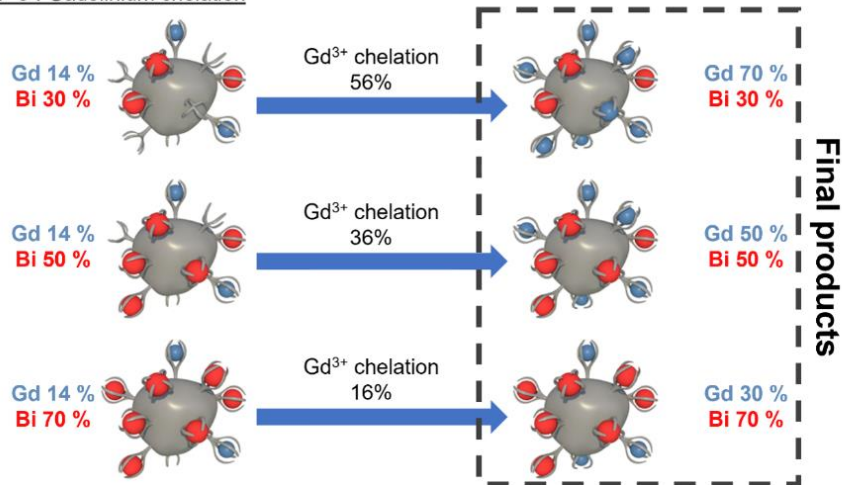 Gd 14 %
Bi 30 %
Gd³⁺ chelation
56%
Gd 70 %
Bi 30 %
Gd 14 %
Bi 50 %
Gd³⁺ chelation
36%
Gd 50 %
Bi 50 %
Gd 14 %
Bi 70 %
Gd³⁺ chelation
16%
Gd 30 %
Bi 70 %
Final products